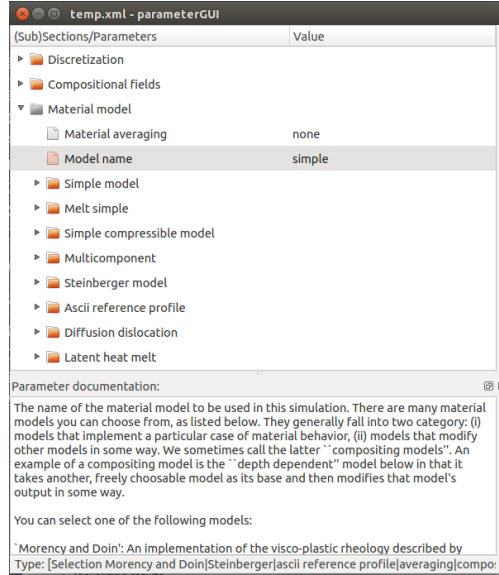 temp.xml - parameterGUI
(Sub)Sections/Parameters Value
Discretization
Compositional fields
Material model
Material averaging none
Model name simple
Simple model
Melt simple
Simple compressible model
Multicomponent
Steinberger model
Ascii reference profile
Diffusion dislocation
Latent heat melt
Parameter documentation:
The name of the material model to be used in this simulation. There are many material
models you can choose from, as listed below. They generally fall into two category: (i)
models that implement a particular case of material behavior, (ii) models that modify
other models in some way. We sometimes call the latter ``compositing models''. An
example of a compositing model is the ``depth dependent'' model below in that it
takes another, freely choosable model as its base and then modifies that model's
output in some way.
You can select one of the following models:
`Morency and Doin': An implementation of the visco-plastic rheology described by
Type: [Selection Morency and Doin|Steinberger|ascii reference profile|averaging|compo